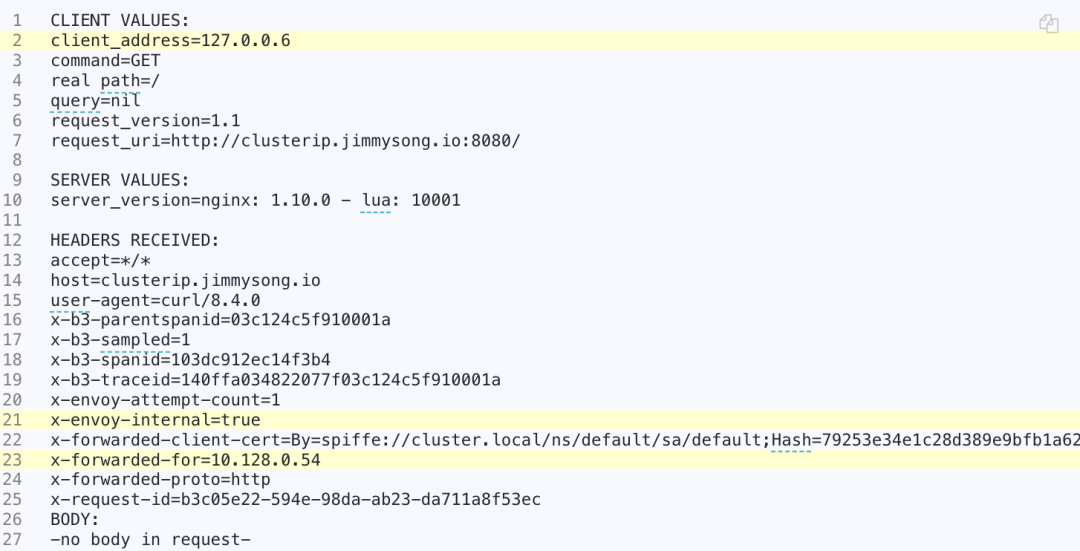 1 CLIENT VALUES:
2 client_address=127.0.0.6
3 command=GET
4 real path=/
5 query=nil
6 request_version=1.1
7 request_uri=http://clusterip.jimmysong.io:8080/
8
9 SERVER VALUES:
10 server_version=nginx: 1.10.0 - lua: 10001
11
12 HEADERS RECEIVED:
13 accept=*/*
14 host=clusterip.jimmysong.io
15 user-agent=curl/8.4.0
16 x-b3-parentspanid=03c124c5f910001a
17 x-b3-sampled=1
18 x-b3-spanid=103dc912ec14f3b4
19 x-b3-traceid=140ffa034822077f03c124c5f910001a
20 x-envoy-attempt-count=1
21 x-envoy-internal=true
22 x-forwarded-client-cert=By=spiffe://cluster.local/ns/default/sa/default;Hash=79253e34e1c28d389e9bfb1a62
23 x-forwarded-for=10.128.0.54
24 x-forwarded-proto=http
25 x-request-id=b3c05e22-594e-98da-ab23-da711a8f53ec
26 BODY:
27 -no body in request-